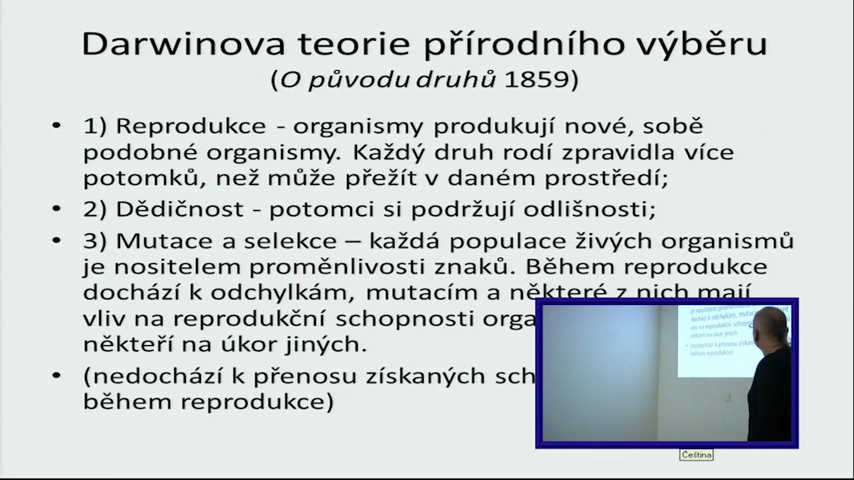 Darwinova teorie přírodního výběru
(O původu druhů 1859)
• 1) Reprodukce - organismy produkují nové, sobě
podobné organismy. Každý druh rodí zpravidla více
potomků, než může přežít v daném prostředí;
• 2) Dědičnost - potomci si podržují odlišnosti;
• 3) Mutace a selekce – každá populace živých organismů
je nositelem proměnlivosti znaků. Během reprodukce
dochází k odchylkám, mutacím a některé z nich mají
vliv na reprodukční schopnosti orga
někteří na úkor jiných.
• (nedochází k přenosu získaných sch
během reprodukce)
Čeština